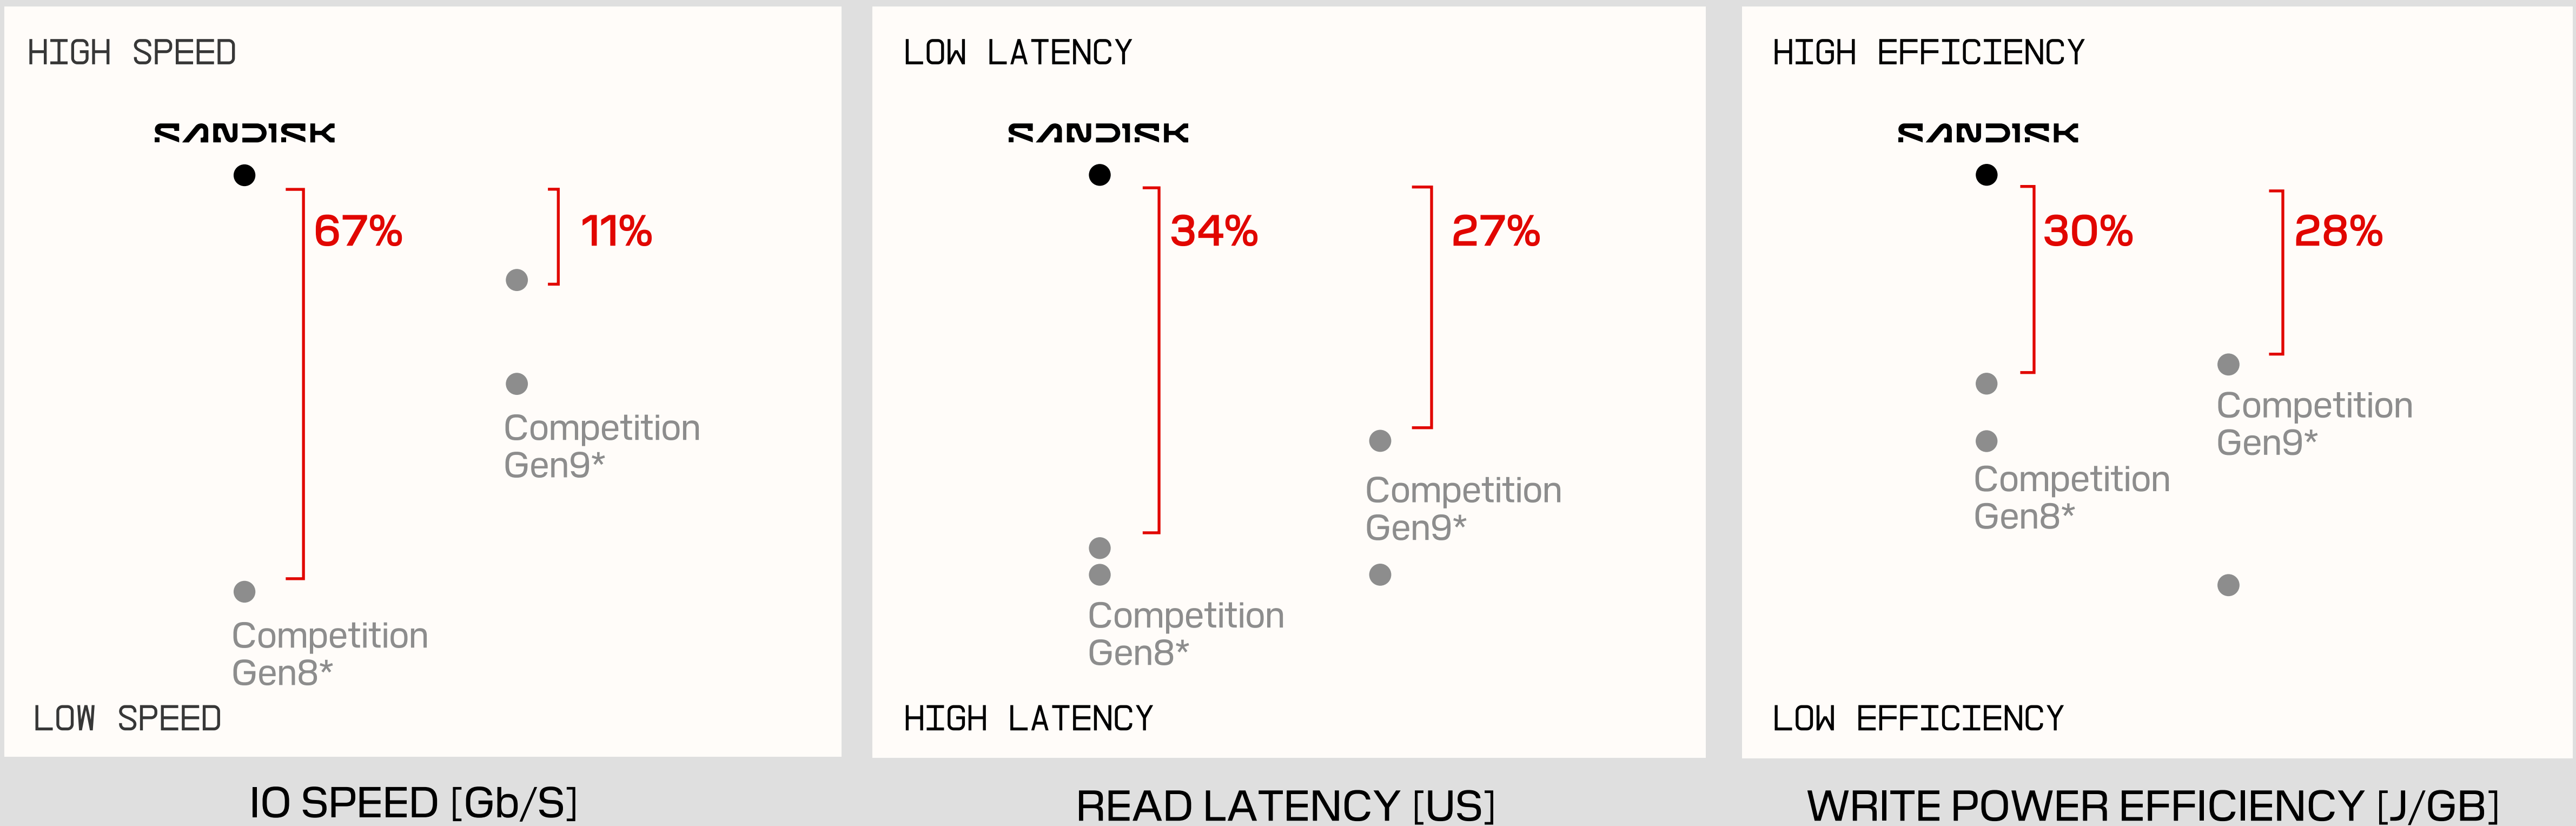 HIGH SPEED
SANDISK
67%
11%
Competition
Gen9*
Competition
Gen8*
LOW SPEED
IO SPEED [Gb/S]
LOW LATENCY
SANDISK
34%
27%
Competition
Gen9*
Competition
Gen8*
HIGH LATENCY
READ LATENCY [US]
HIGH EFFICIENCY
SANDISK
30%
28%
Competition
Gen9*
Competition
Gen8*
LOW EFFICIENCY
WRITE POWER EFFICIENCY [J/GB]